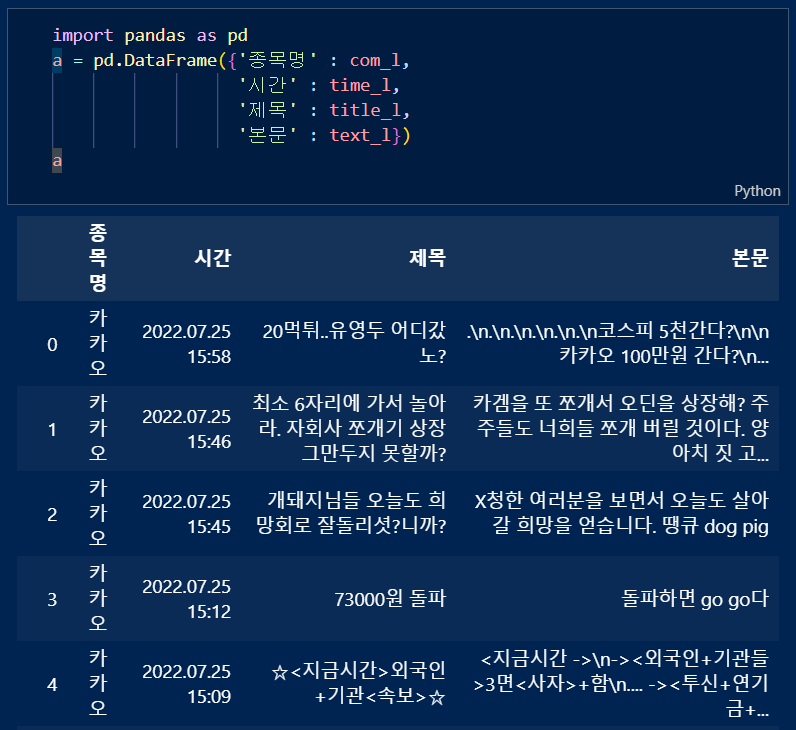 import pandas as pd
a = pd.DataFrame({'종목명' : com_l,
'시간' : time_l,
'제목' : title_l,
'본문' : text_l})
a
Python
종
목
명
시간
제목
본문
0
카
카
오
2022.07.25
15:58
20먹튀..유영두 어디갔
노?
.\n.\n.\n.\n.\n.\n코스피 5천간다?\n\n
카카오 100만원 간다?\n...
1
카
카
오
2022.07.25
15:46
최소 6자리에 가서 놀아
라. 자회사 쪼개기 상장
그만두지 못할까?
카겜을 또 쪼개서 오딘을 상장해? 주
주들도 너희들 쪼개 버릴 것이다. 양
아치 짓 고...
2
카
카
오
2022.07.25
15:45
개돼지님들 오늘도 희
망회로 잘돌리셧?니까?
X청한 여러분을 보면서 오늘도 살아
갈 희망을 얻습니다. 땡큐 dog pig
3
카
카
오
2022.07.25
15:12
73000원 돌파
돌파하면 go go다
4
카
카
오
2022.07.25
15:09
☆<지금시간>외국인
+기관<속보>☆
<지금시간 ->\n-><외국인+기관들
>3면<사자>+함\n.... -><투신+연기
금+...